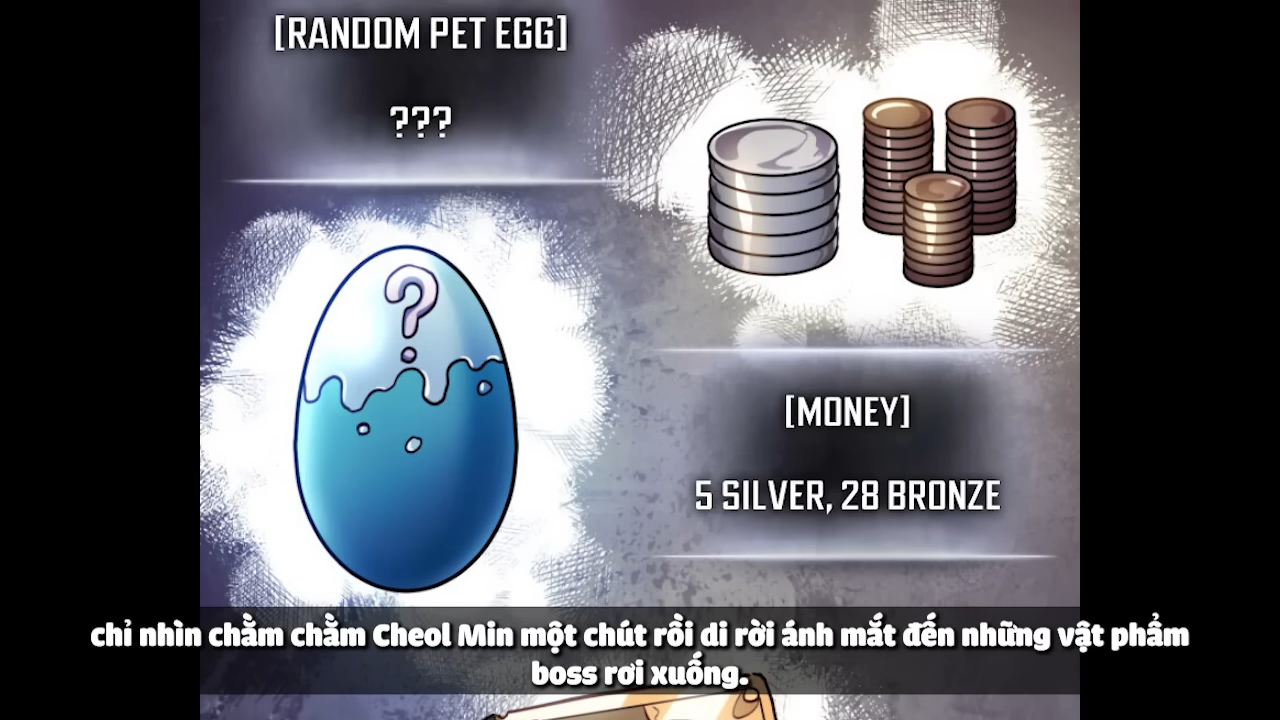 [RANDOM PET EGG]
???
?
[MONEY]
5 SILVER, 28 BRONZE
chỉ nhìn chằm chằm Cheol Min một chút rồi di rời ánh mắt đến những vật phẩm
boss rơi xuống.